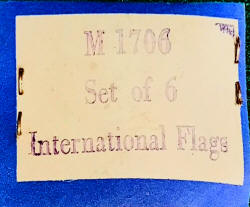 M 1706
Set of 6
International Flags